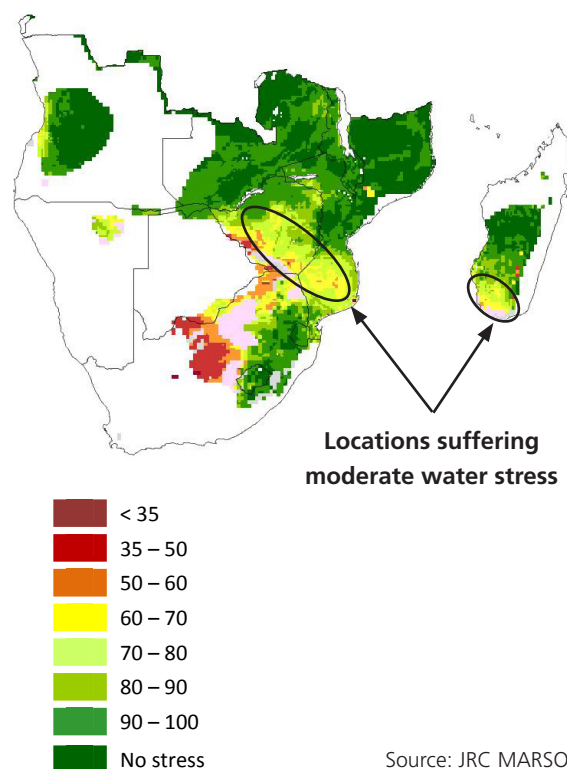 Locations suffering
moderate water stress
< 35
35 – 50
50 – 60
60 – 70
70 – 80
80 – 90
90 – 100
No stress
Source: JRC MARSO